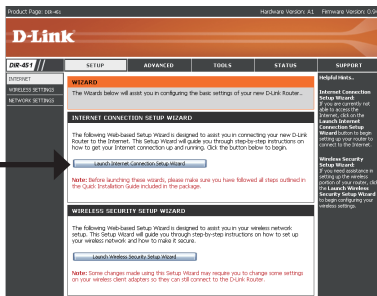 Product Page: DIR-451 Hardware Version: A1 Firmware Version: 0.9
D-Link
DIR-451 SETUP ADVANCED TOOLS STATUS SUPPORT
INTERNET
WIRELESS SETTINGS
NETWORK SETTINGS
WIZARD
The Wizards below will assist you in configuring the basic settings of your new D-Link Router..
INTERNET CONNECTION SETUP WIZARD
The following Web-based Setup Wizard is designed to assist you in connecting your new D-Link
Router to the Internet. This Setup Wizard will guide you through step-by-step instructions on
how to get your Internet connection up and running. Click the button below to begin.
Launch Internet Connection Setup Wizard
Note: Before launching these wizards, please make sure you have followed all steps outlined in
the Quick Installation Guide included in the package.
WIRELESS SECURITY SETUP WIZARD
The following Web-based Setup Wizard is designed to assist you in your wireless network
setup. This Setup Wizard will guide you through step-by-step instructions on how to set up
your wireless network and how to make it secure.
Launch Wireless Security Setup Wizard
Note: Some changes made using this Setup Wizard may require you to change some settings
on your wireless client adapters so they can still connect to the D-Link Router.
Helpful Hints..
Internet Connection
Setup Wizard:
If you are currently not
able to access the
Internet, click on the
Launch Internet
Connection Setup
Wizard button to begin
setting up your router to
connect to the Internet.
Wireless Security
Setup Wizard:
If you need assistance in
setting up the wireless
portion of your router, click
the Launch Wireless
Security Setup Wizard
to begin configuring your
wireless settings.